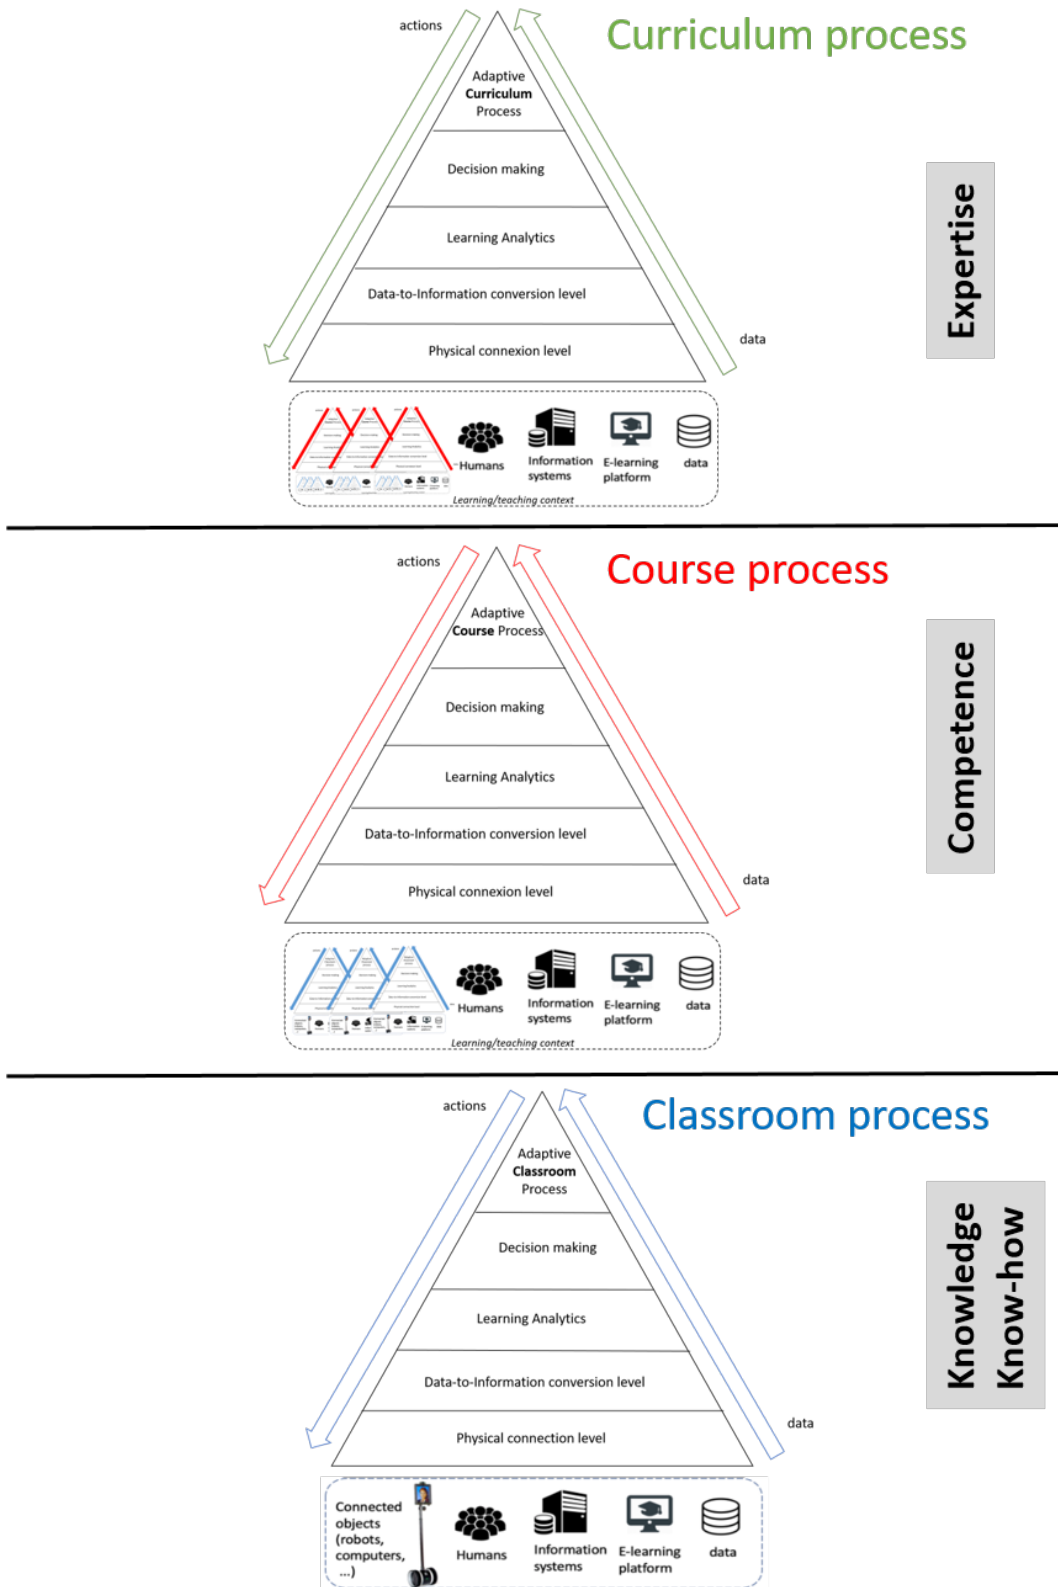 actions
Curriculum process
Adaptive
Curriculum
Process
Decision making
Learning Analytics
Data-to-Information conversion level
Physical connexion level
data
Expertise
Humans
Information
systems
E-learning
platform
data
Learning/teaching context
actions
Course process
Adaptive
Course Process
Decision making
Learning Analytics
Data-to-Information conversion level
Physical connexion level
data
Competence
Humans
Information
systems
E-learning
platform
data
Learning/teaching context
actions
Classroom process
Adaptive
Classroom
Process
Decision making
Learning Analytics
Data-to-Information conversion level
Physical connection level
data
Knowledge
Know-how
Connected
objects
(robots,
computers,
...)
Humans
Information
systems
E-learning
platform
data